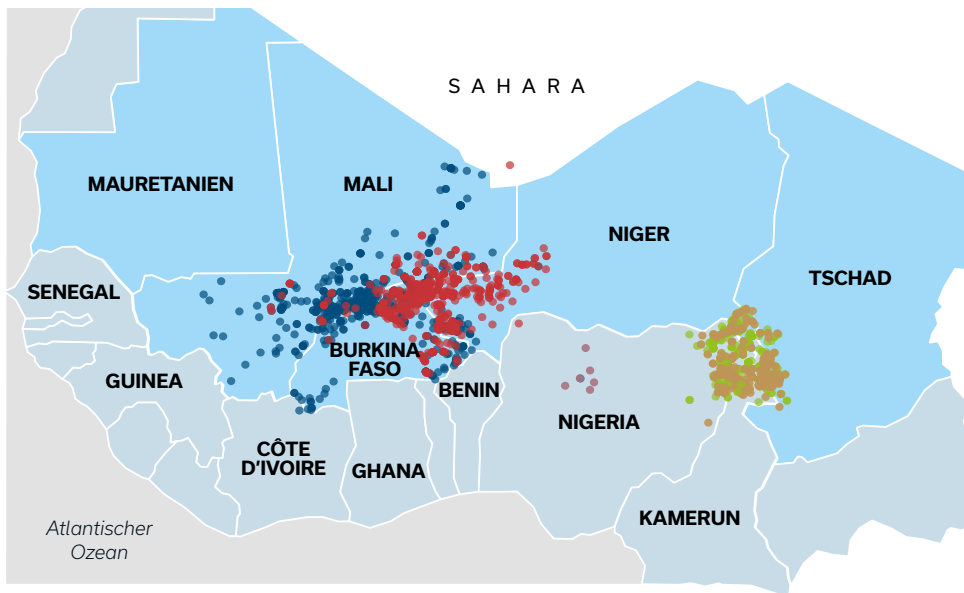 SAHARA
MAURETANIEN
MALI
NIGER
TSCHAD
SENEGAL
BURKINA
FASO
GUINEA
BENIN
NIGERIA
CÔTE
D'IVOIRE
GHANA
KAMERUN
Atlantischer
Ozean